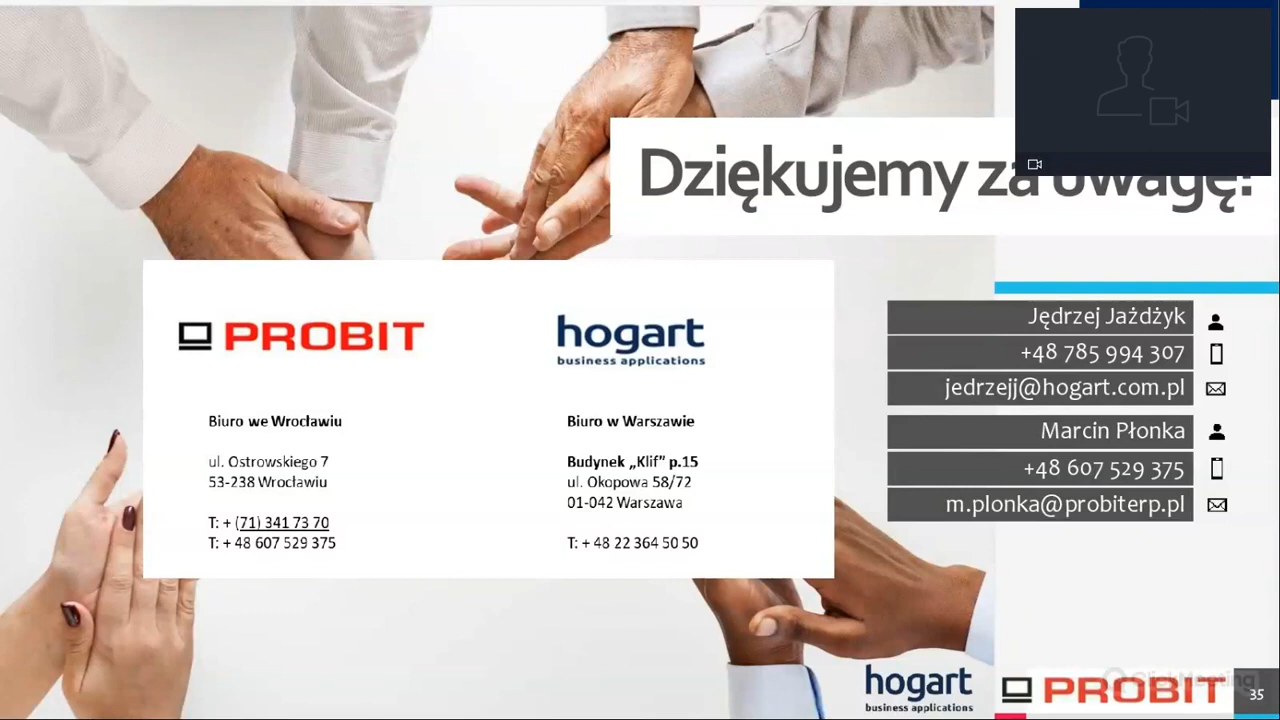 Dziękujemy za uwagę!
PROBIT
hogart
business applications
Biuro we Wrocławiu
ul. Ostrowskiego 7
53-238 Wrocławiu
T: + (71) 341 73 70
T: + 48 607 529 375
Biuro w Warszawie
Budynek „Klif” p.15
ul. Okopowa 58/72
01-042 Warszawa
T: + 48 22 364 50 50
Jędrzej Jażdżyk
+48 785 994 307
jedrzejj@hogart.com.pl
Marcin Płonka
+48 607 529 375
m.plonka@probiterp.pl
hogart
business applications
PROBIT
ClickMeeting
35